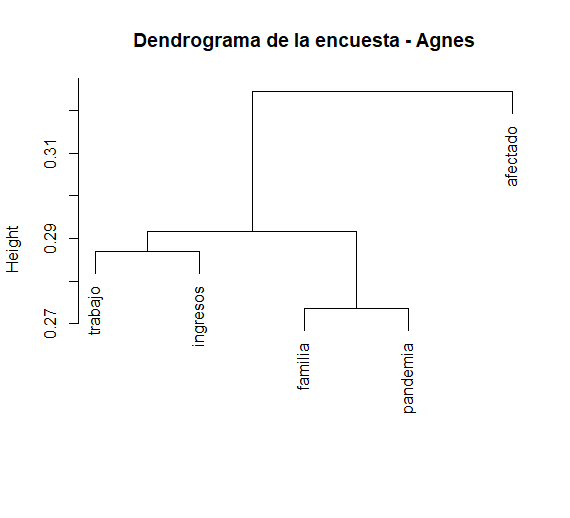 Dendrograma de la encuesta - Agnes
Height
0.31
0.29
0.27
afectado
trabajo
ingresos
familia
pandemia